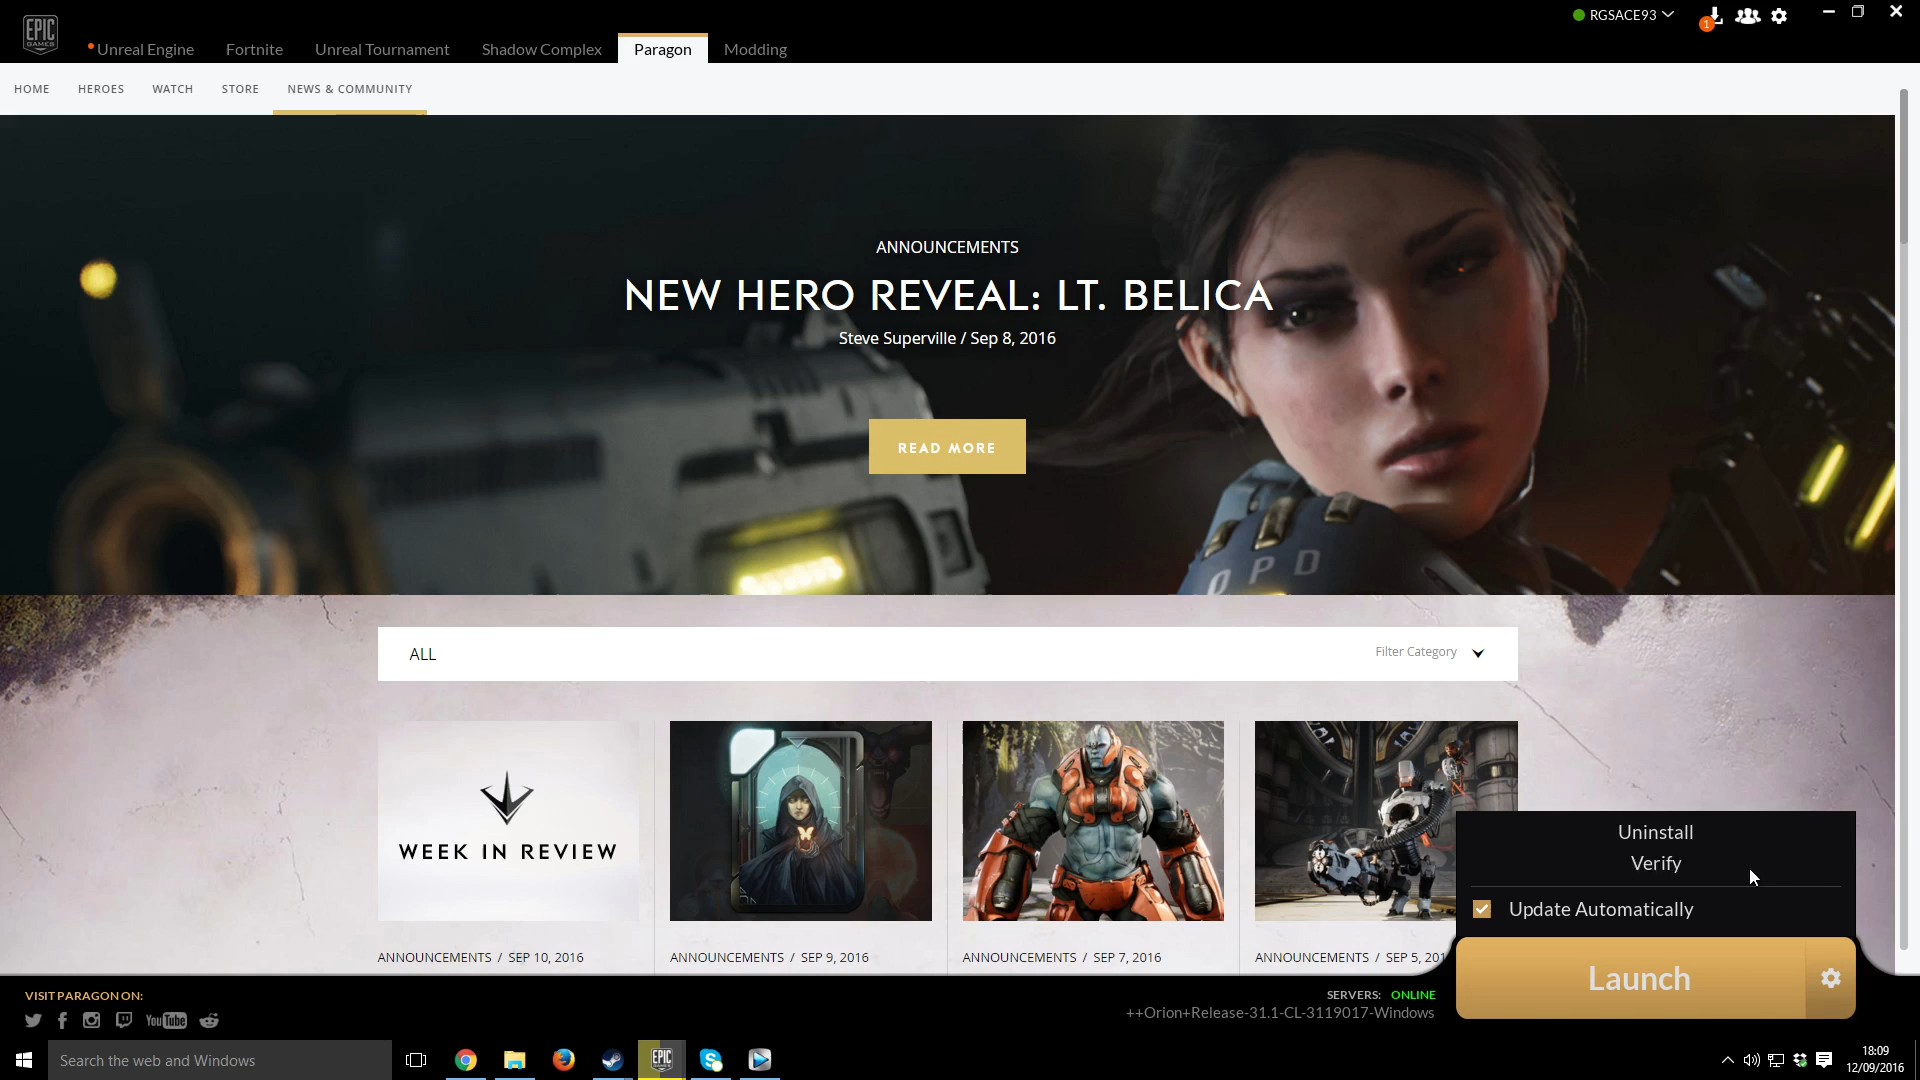 EPIC
GAMES
Unreal Engine
Fortnite
Unreal Tournament
Shadow Complex
Paragon
Modding
RGSACE93
1
HOME
HEROES
WATCH
STORE
NEWS & COMMUNITY
ANNOUNCEMENTS
NEW HERO REVEAL: LT. BELICA
Steve Superville / Sep 8, 2016
READ MORE
OPD
ALL
Filter Category
WEEK IN REVIEW
ANNOUNCEMENTS / SEP 10, 2016
ANNOUNCEMENTS / SEP 9, 2016
ANNOUNCEMENTS / SEP 7, 2016
ANNOUNCEMENTS / SEP 5, 201
Uninstall
Verify
Update Automatically
Launch
VISIT PARAGON ON:
YouTube
SERVERS: ONLINE
++Orion+Release-31.1-CL-3119017-Windows
Search the web and Windows
EPIC
18:09
12/09/2016